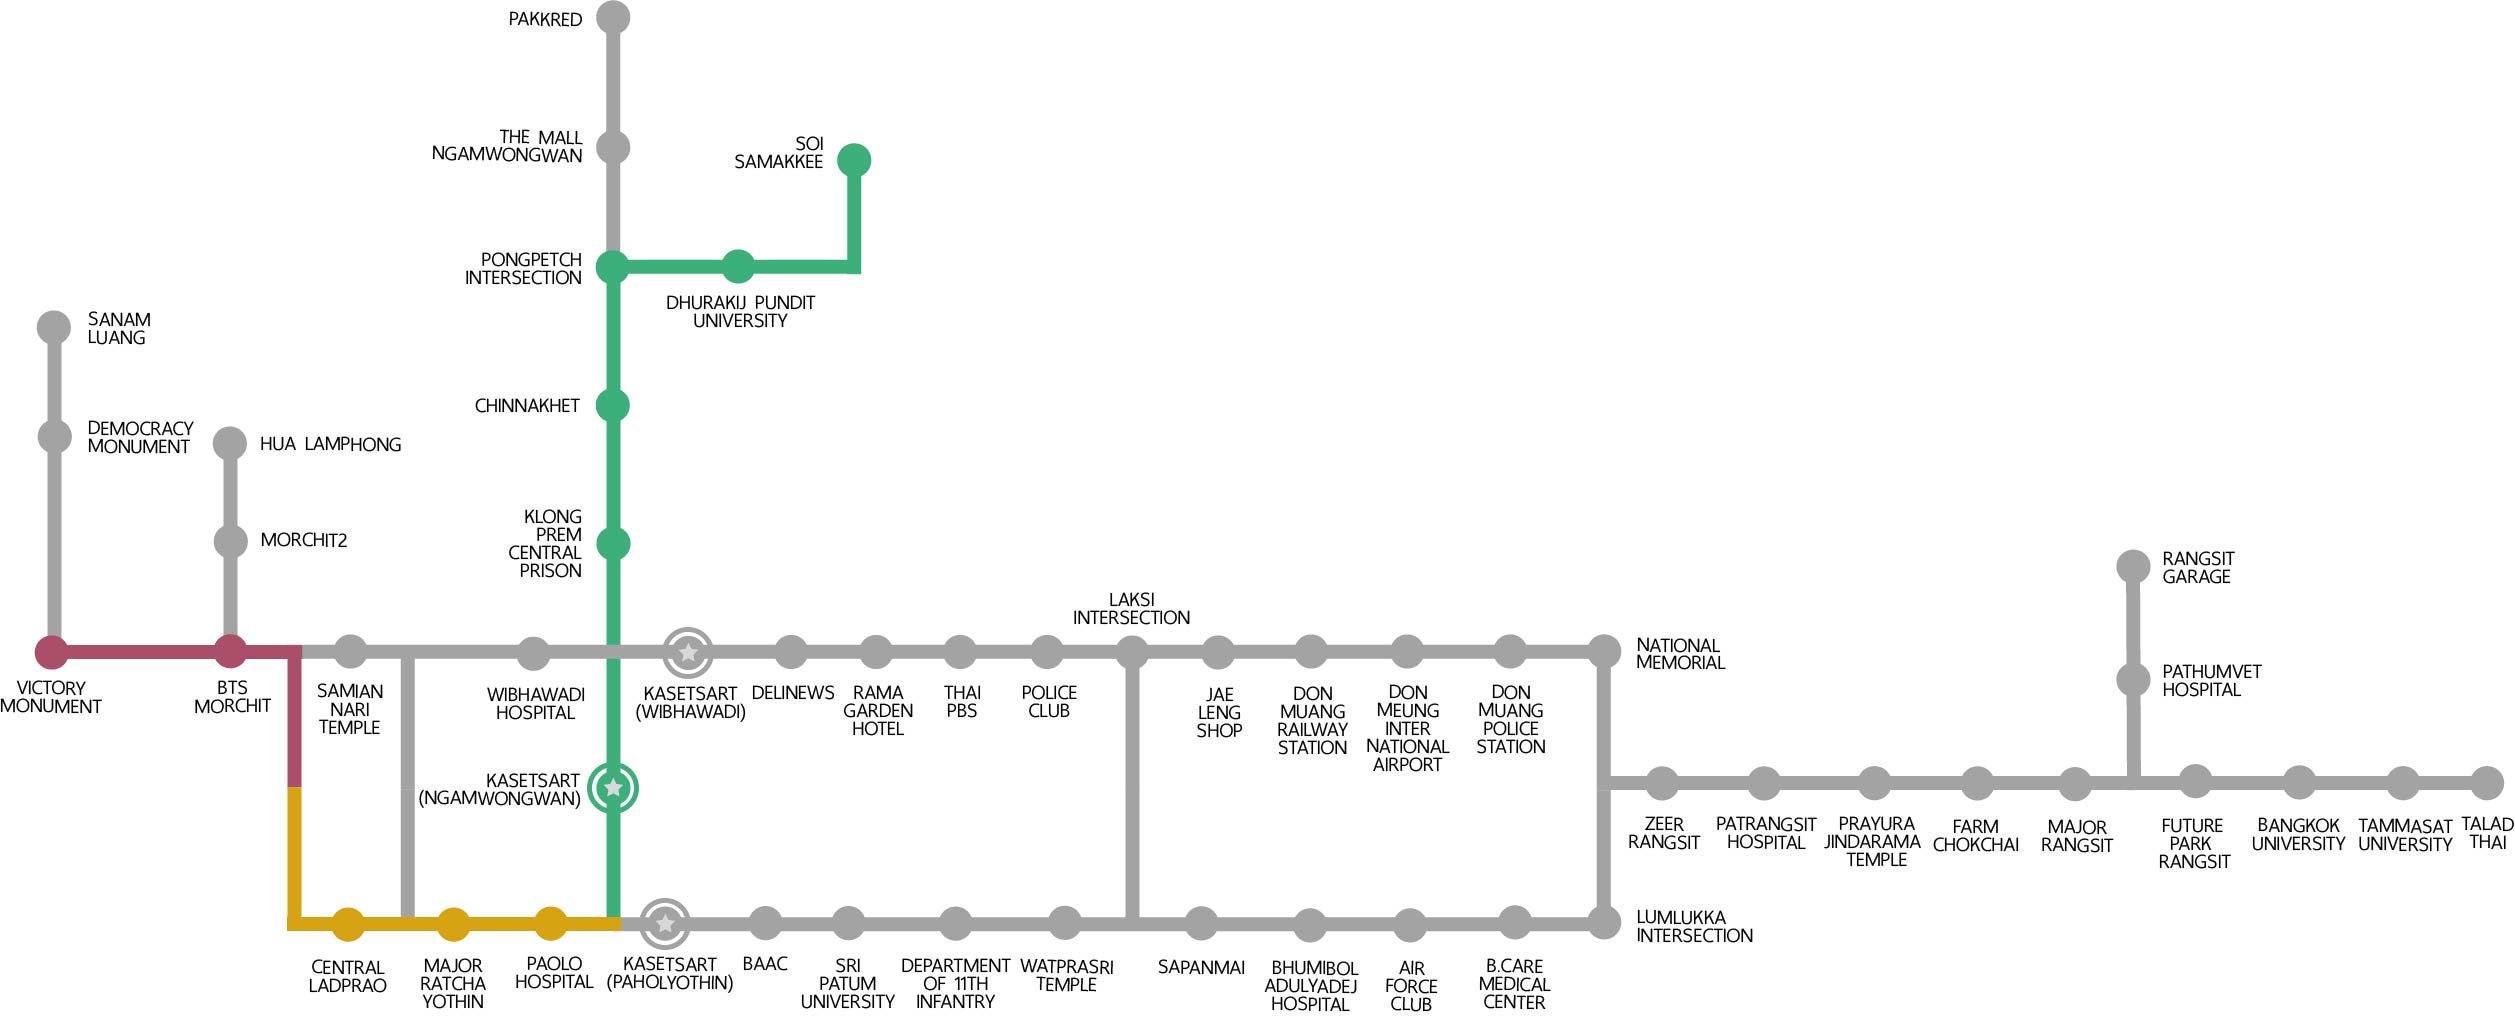 PAKKRED
THE MALL
NGAMWONGWAN
SOI
SAMAKKEE
PONGPETCH
INTERSECTION
DHURAKIJ PUNDIT
UNIVERSITY
SANAM
LUANG
CHINNAKHET
DEMOCRACY
MONUMENT
HUA LAMPHONG
KLONG
PREM
CENTRAL
PRISON
MORCHIT2
RANGSIT
GARAGE
LAKSI
INTERSECTION
NATIONAL
MEMORIAL
PATHUMVET
HOSPITAL
VICTORY
MONUMENT
BTS
MORCHIT
SAMIAN
NARI
TEMPLE
WIBHAWADI
HOSPITAL
KASETSART
(WIBHAWADI)
DELINEWS
RAMA
GARDEN
HOTEL
THAI
PBS
POLICE
CLUB
JAE
LENG
SHOP
DON
MUANG
RAILWAY
STATION
DON
MEUNG
INTER
NATIONAL
AIRPORT
DON
MUANG
POLICE
STATION
KASETSART
(NGAMWONGWAN)
ZEER
RANGSIT
PATRANGSIT
HOSPITAL
PRAYURA
JINDARAMA
TEMPLE
FARM
CHOKCHAI
MAJOR
RANGSIT
FUTURE
PARK
RANGSIT
BANGKOK
UNIVERSITY
TAMMASAT
UNIVERSITY
TALAD
THAI
LUMLUKKA
INTERSECTION
CENTRAL
LADPRAO
MAJOR
RATCHA
YOTHIN
PAOLO
HOSPITAL
KASETSART
(PAHOLYOTHIN)
BAAC
SRI
PATUM
UNIVERSITY
DEPARTMENT
OF 11TH
INFANTRY
WATPRASRI
TEMPLE
SAPANMAI
BHUMIBOL
ADULYADEJ
HOSPITAL
AIR
FORCE
CLUB
B.CARE
MEDICAL
CENTER